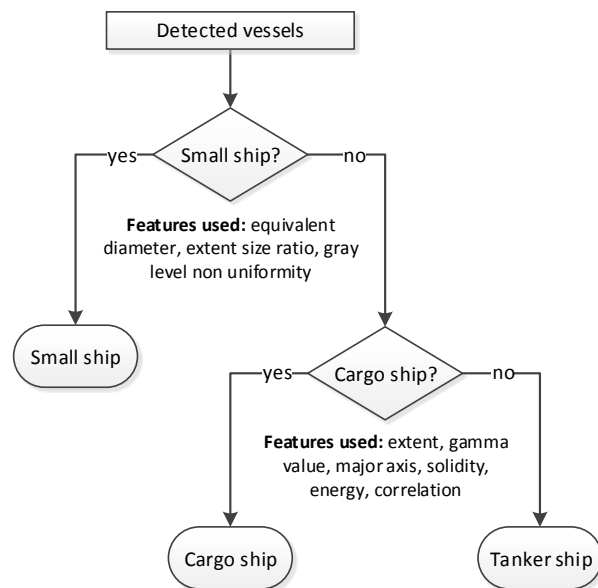 Detected vessels
Small ship?
yes
no
Features used: equivalent
diameter, extent size ratio, gray
level non uniformity
Small ship
Cargo ship?
yes
no
Features used: extent, gamma
value, major axis, solidity,
energy, correlation
Cargo ship
Tanker ship